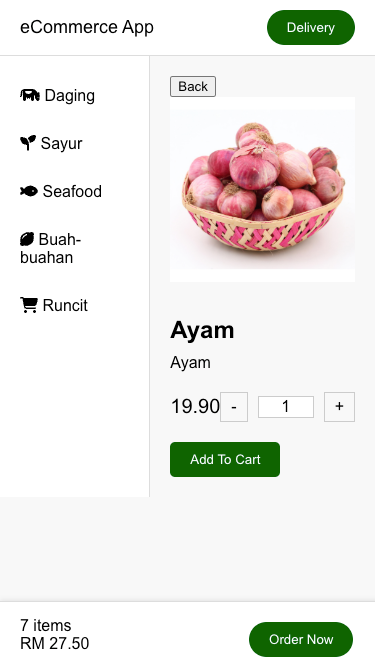 eCommerce App
Delivery
Daging
Sayur
Seafood
Buah-
buahan
Runcit
Back
Ayam
Ayam
19.90 - 1 +
Add To Cart
7 items
RM 27.50
Order Now